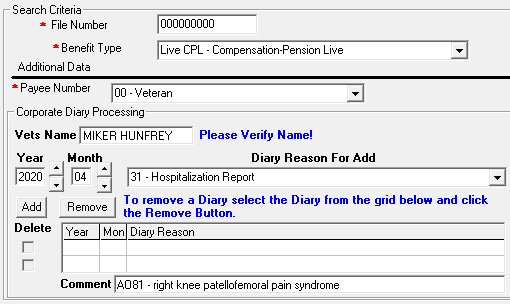 Search Criteria
* File Number 000000000
* Benefit Type Live CPL - Compensation-Pension Live
Additional Data
* Payee Number 00 - Veteran
Corporate Diary Processing
Vets Name MIKER HUNFREY Please Verify Name!
Year Month Diary Reason For Add
2020 04 31 - Hospitalization Report
Add Remove To remove a Diary select the Diary from the grid below and click
the Remove Button.
Delete Year Mon Diary Reason
Comment AO81 - right knee patellofemoral pain syndrome